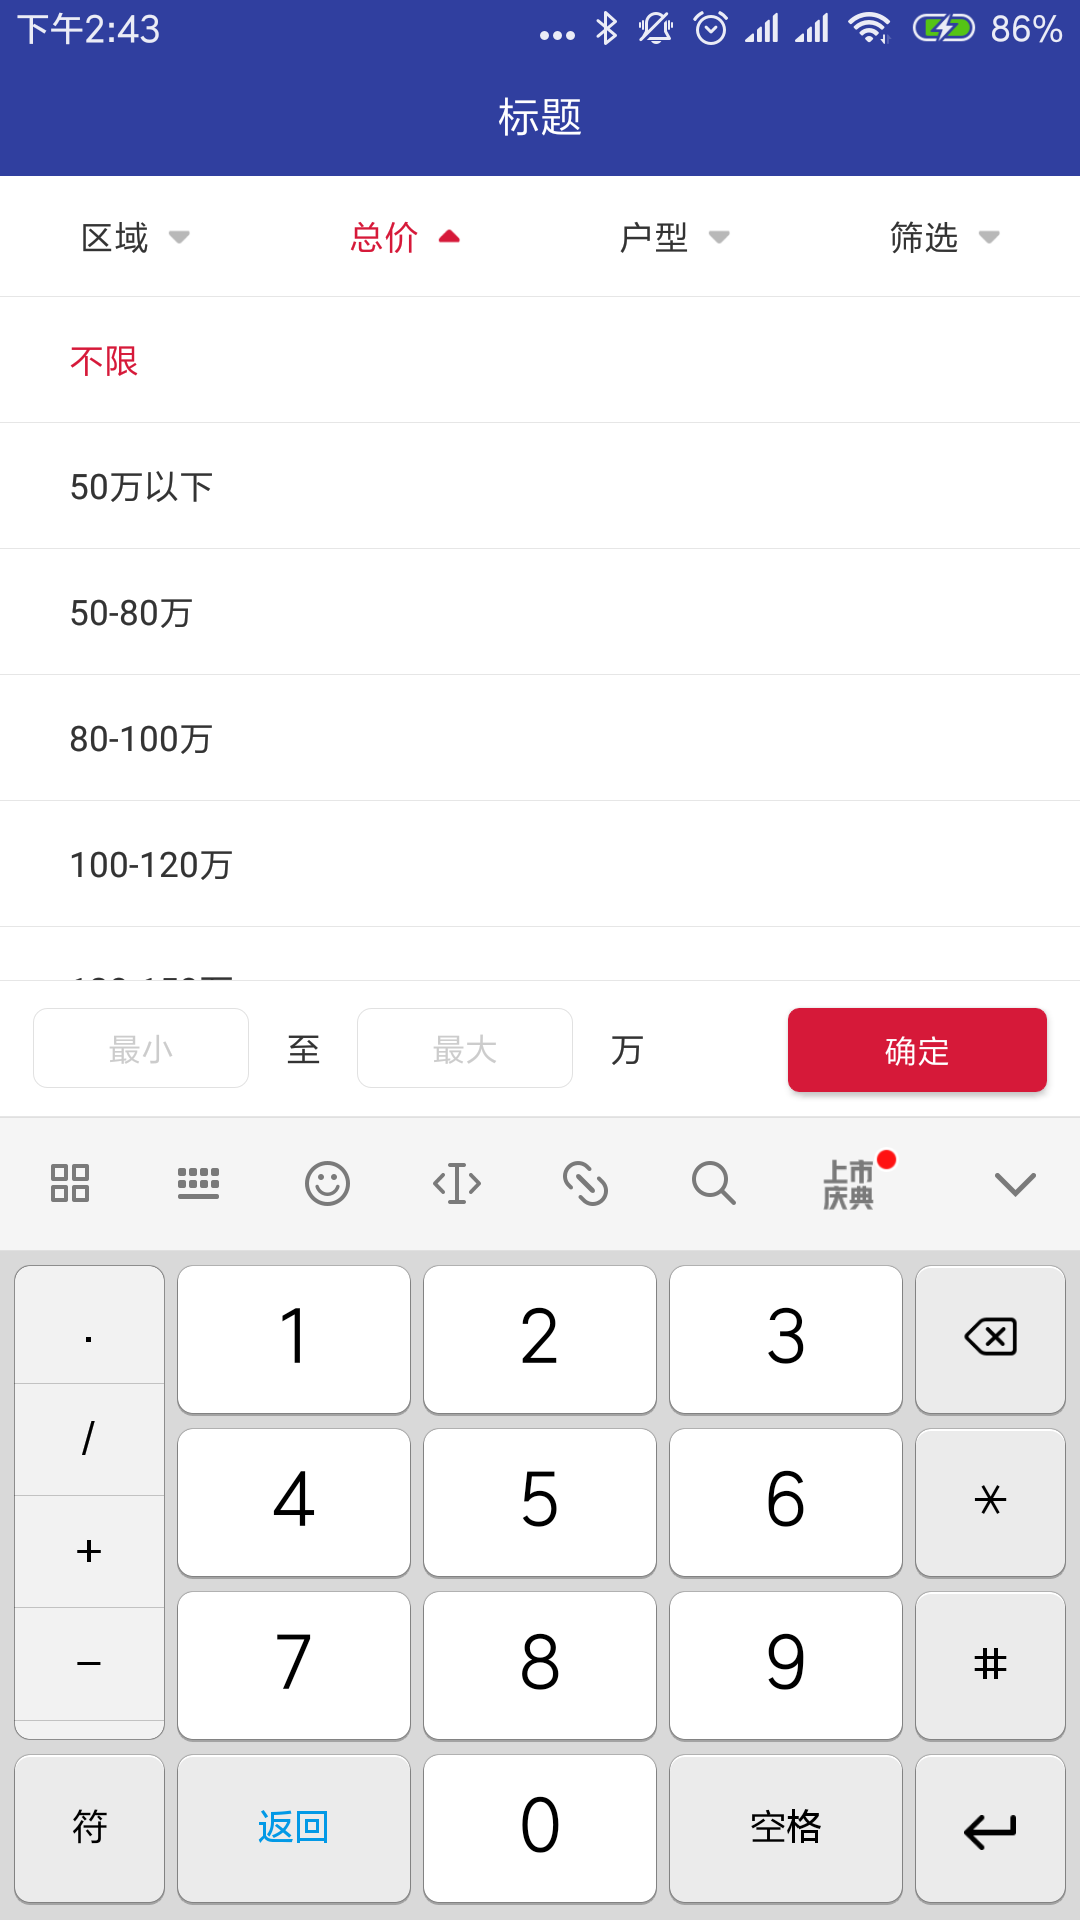 下午2:43 86%
标题
区域 总价 户型 筛选
不限
50万以下
50-80万
80-100万
100-120万
最小 至 最大 万 确定
上市
庆典
. 1 2 3
/ 4 5 6 *
+
- 7 8 9 #
符 返回 0 空格